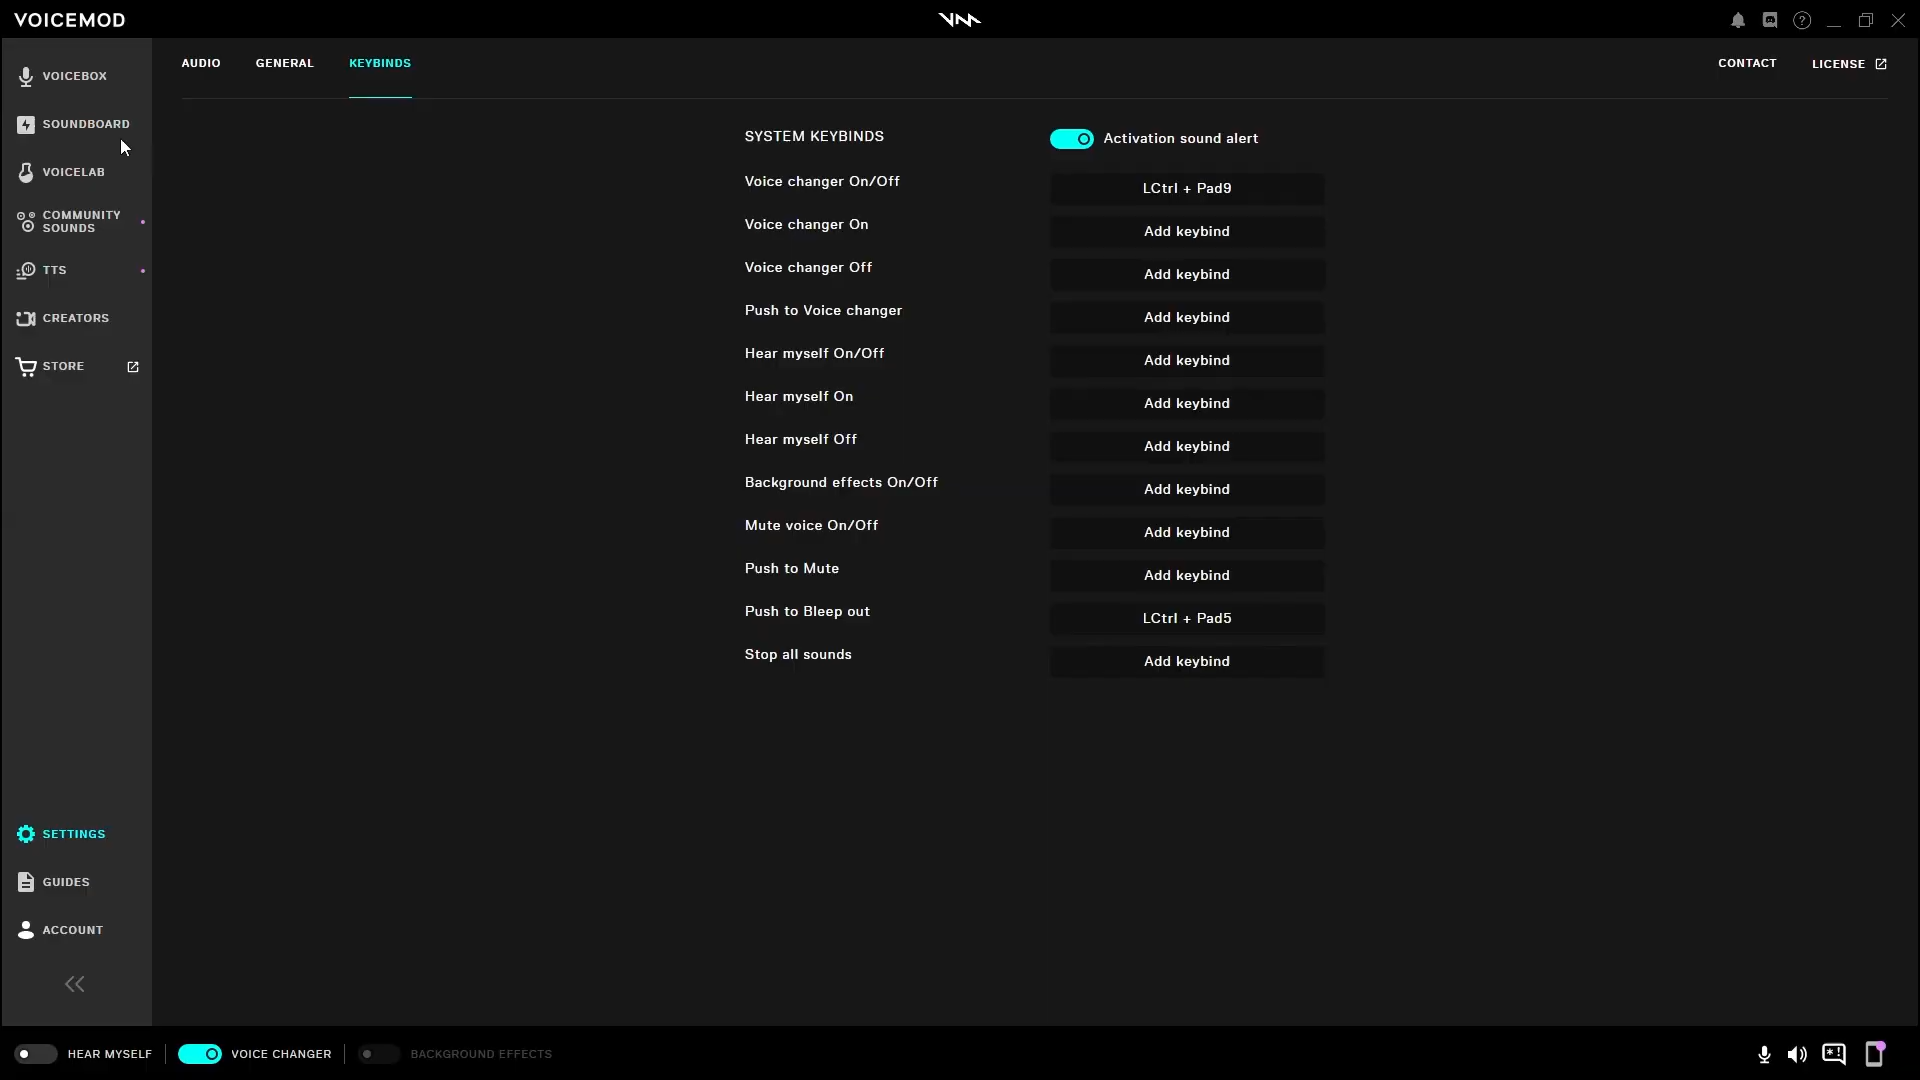 VOICEMOD
VOICEBOX
SOUNDBOARD
VOICELAB
COMMUNITY
SOUNDS
TTS
CREATORS
STORE
SETTINGS
GUIDES
ACCOUNT
AUDIO GENERAL KEYBINDS CONTACT LICENSE
SYSTEM KEYBINDS Activation sound alert
Voice changer On/Off LCtrl + Pad9
Voice changer On Add keybind
Voice changer Off Add keybind
Push to Voice changer Add keybind
Hear myself On/Off Add keybind
Hear myself On Add keybind
Hear myself Off Add keybind
Background effects On/Off Add keybind
Mute voice On/Off Add keybind
Push to Mute Add keybind
Push to Bleep out LCtrl + Pad5
Stop all sounds Add keybind
HEAR MYSELF VOICE CHANGER BACKGROUND EFFECTS